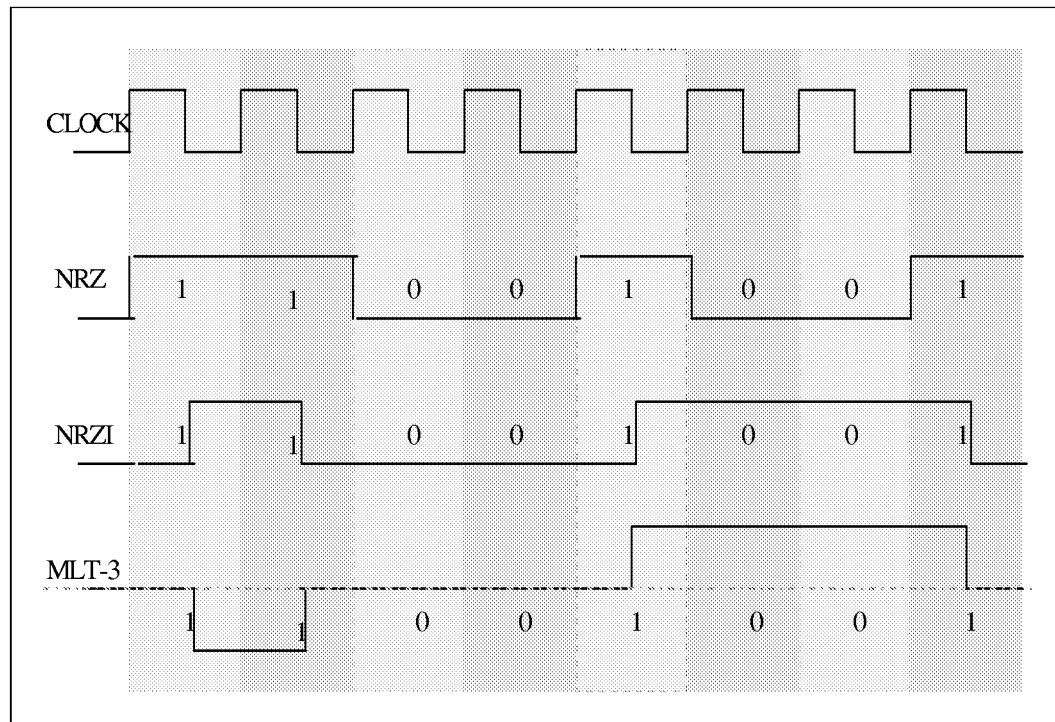 CLOCK
NRZ 1 1 0 0 1 0 0 1
NRZI 1 1 0 0 1 0 0 1
MLT-3
1 1 0 0 1 0 0 1